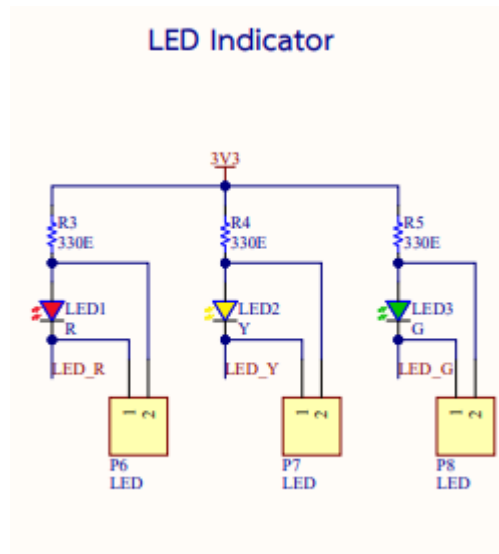 LED Indicator
3V3
R3
330E
R4
330E
R5
330E
LED1
R
LED2
Y
LED3
G
LED_R
LED_Y
LED_G
1 2
1 2
1 2
P6
LED
P7
LED
P8
LED